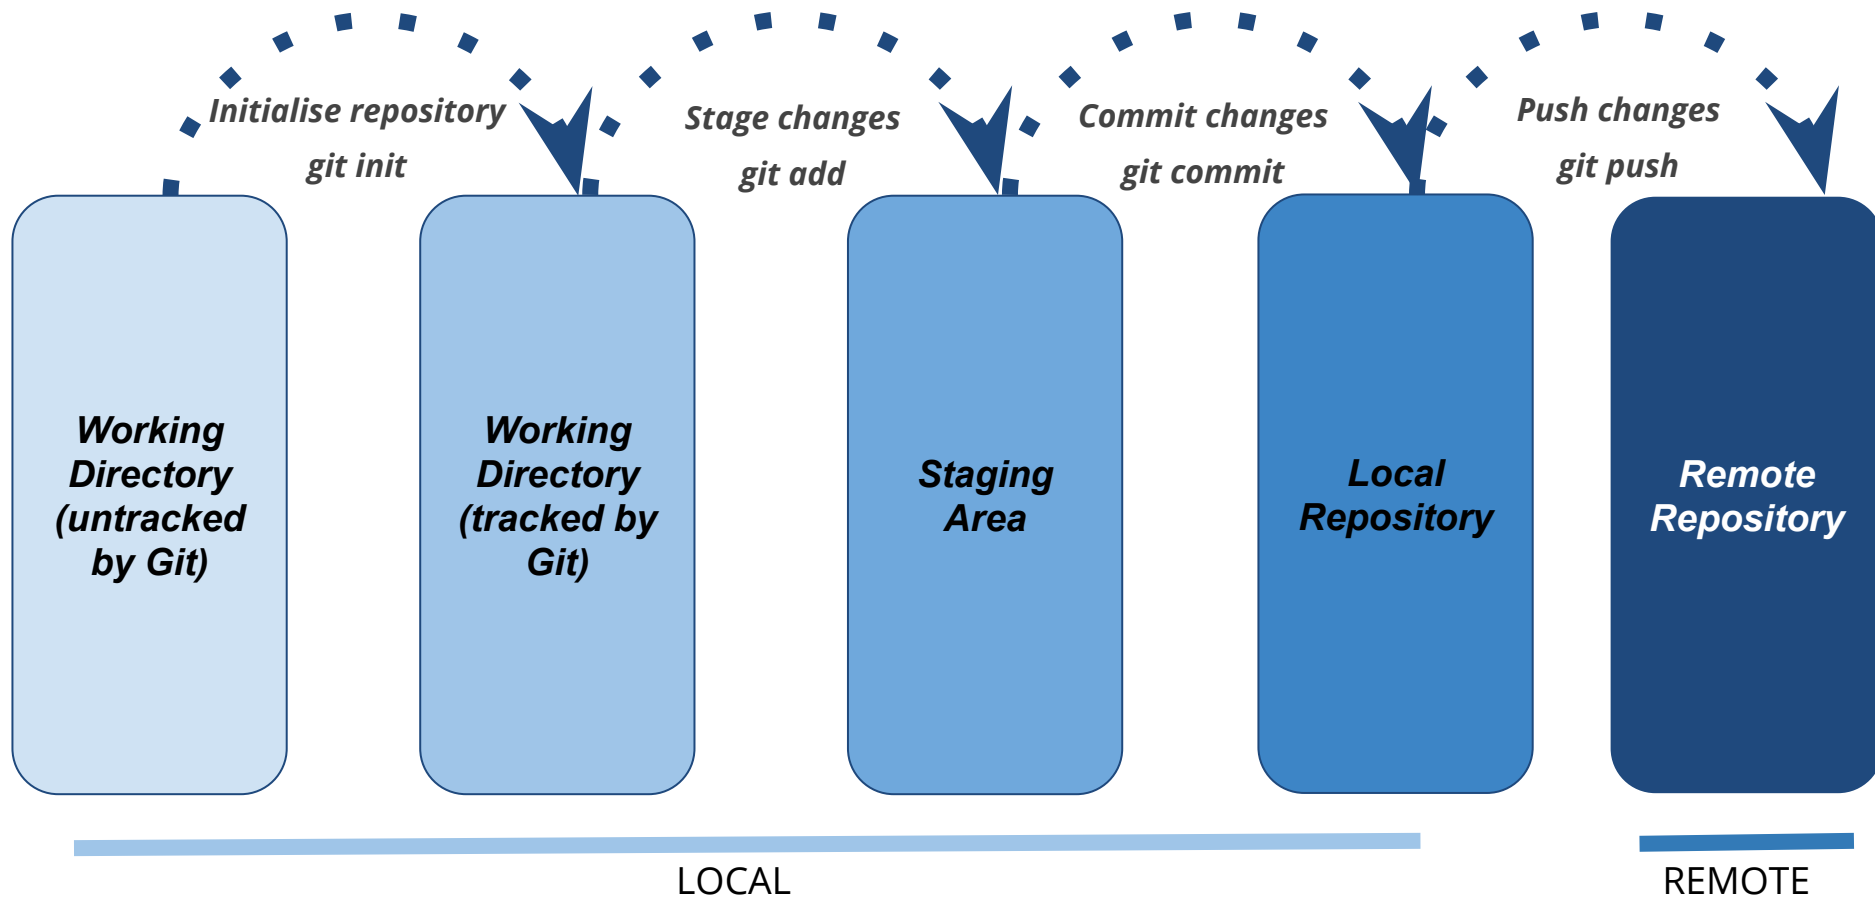 Initialise repository
git init
Stage changes
git add
Commit changes
git commit
Push changes
git push
Working
Directory
(untracked
by Git)
Working
Directory
(tracked by
Git)
Staging
Area
Local
Repository
Remote
Repository
LOCAL
REMOTE